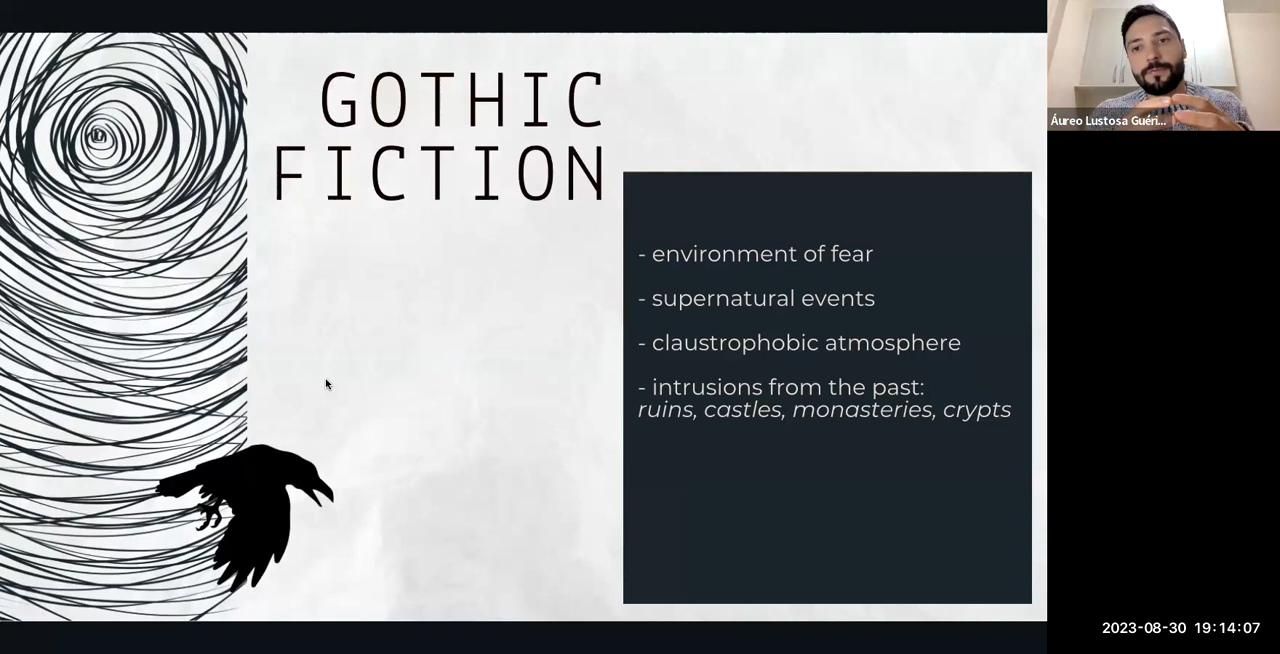 GOTHIC
FICTION
- environment of fear
- supernatural events
- claustrophobic atmosphere
- intrusions from the past:
ruins, castles, monasteries, crypts
Áureo Lustosa Guéri...
2023-08-30 19:14:07